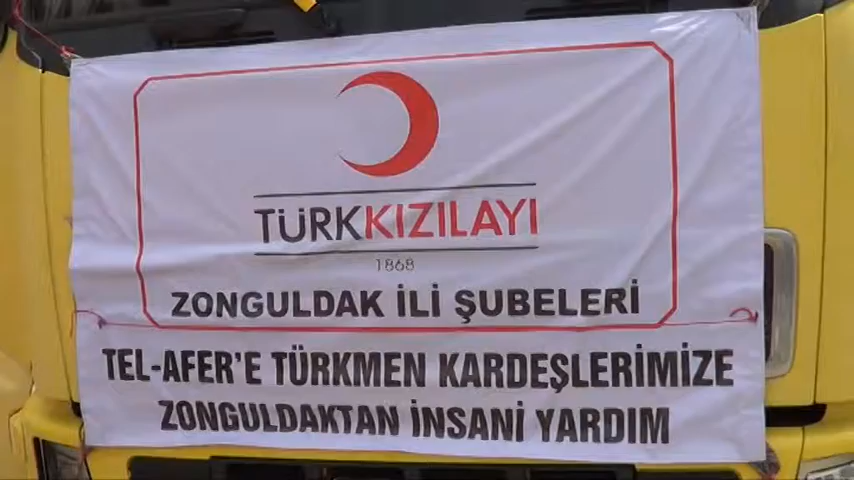 TÜRKKIZILAYI
1868
ZONGULDAK İLİ ŞUBELERİ
TEL-AFER'E TÜRKMEN KARDEŞLERİMİZE
ZONGULDAKTAN İNSANİ YARDIM